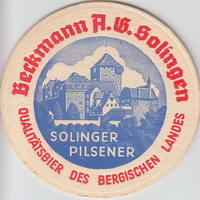 Beckmann A.G. Solingen
SOLINGER
PILSENER
QUALITÄTSBIER DES BERGISCHEN LANDES